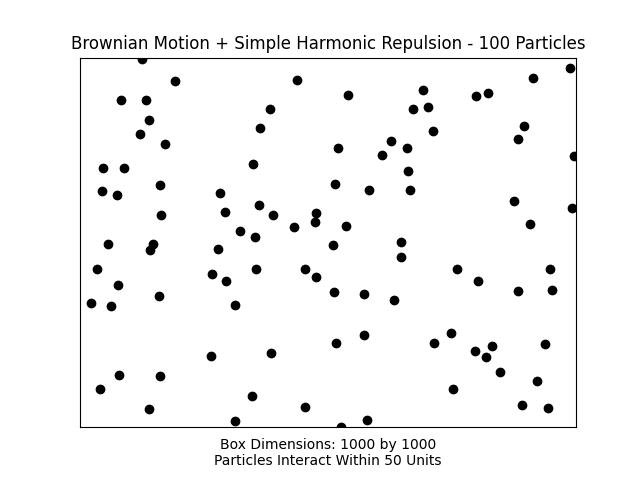 Brownian Motion + Simple Harmonic Repulsion - 100 Particles
Box Dimensions: 1000 by 1000
Particles Interact Within 50 Units